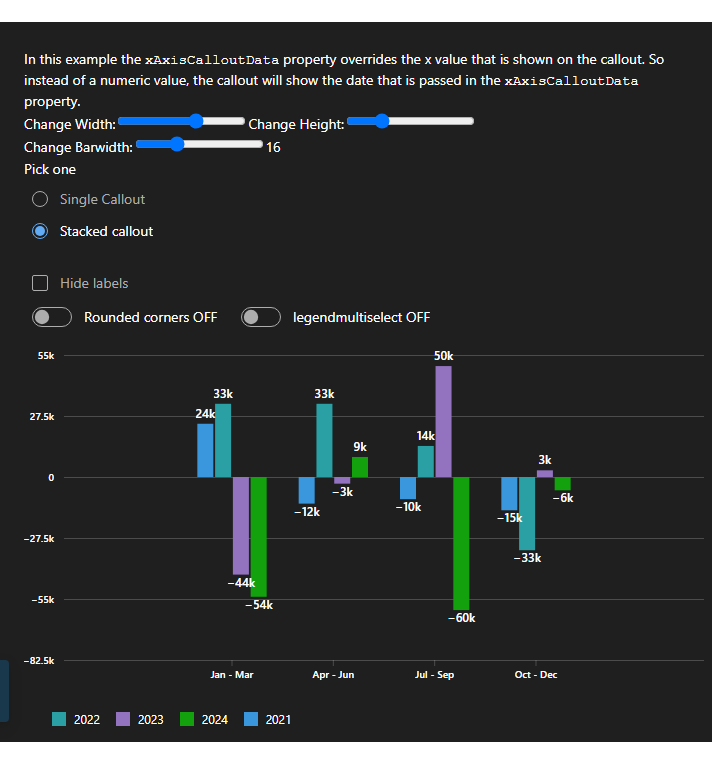 In this example the xAxisCalloutData property overrides the x value that is shown on the callout. So
instead of a numeric value, the callout will show the date that is passed in the xAxisCalloutData
property.
Change Width: Change Height:
Change Barwidth: 16
Pick one
Single Callout
Stacked callout
Hide labels
Rounded corners OFF legendmultiselect OFF
55k
27.5k
0
−27.5k
−55k
−82.5k
24k
33k
−44k
−54k
−12k
33k
−3k
9k
−10k
14k
50k
−60k
−15k
−33k
3k
−6k
Jan - Mar Apr - Jun Jul - Sep Oct - Dec
2022 2023 2024 2021